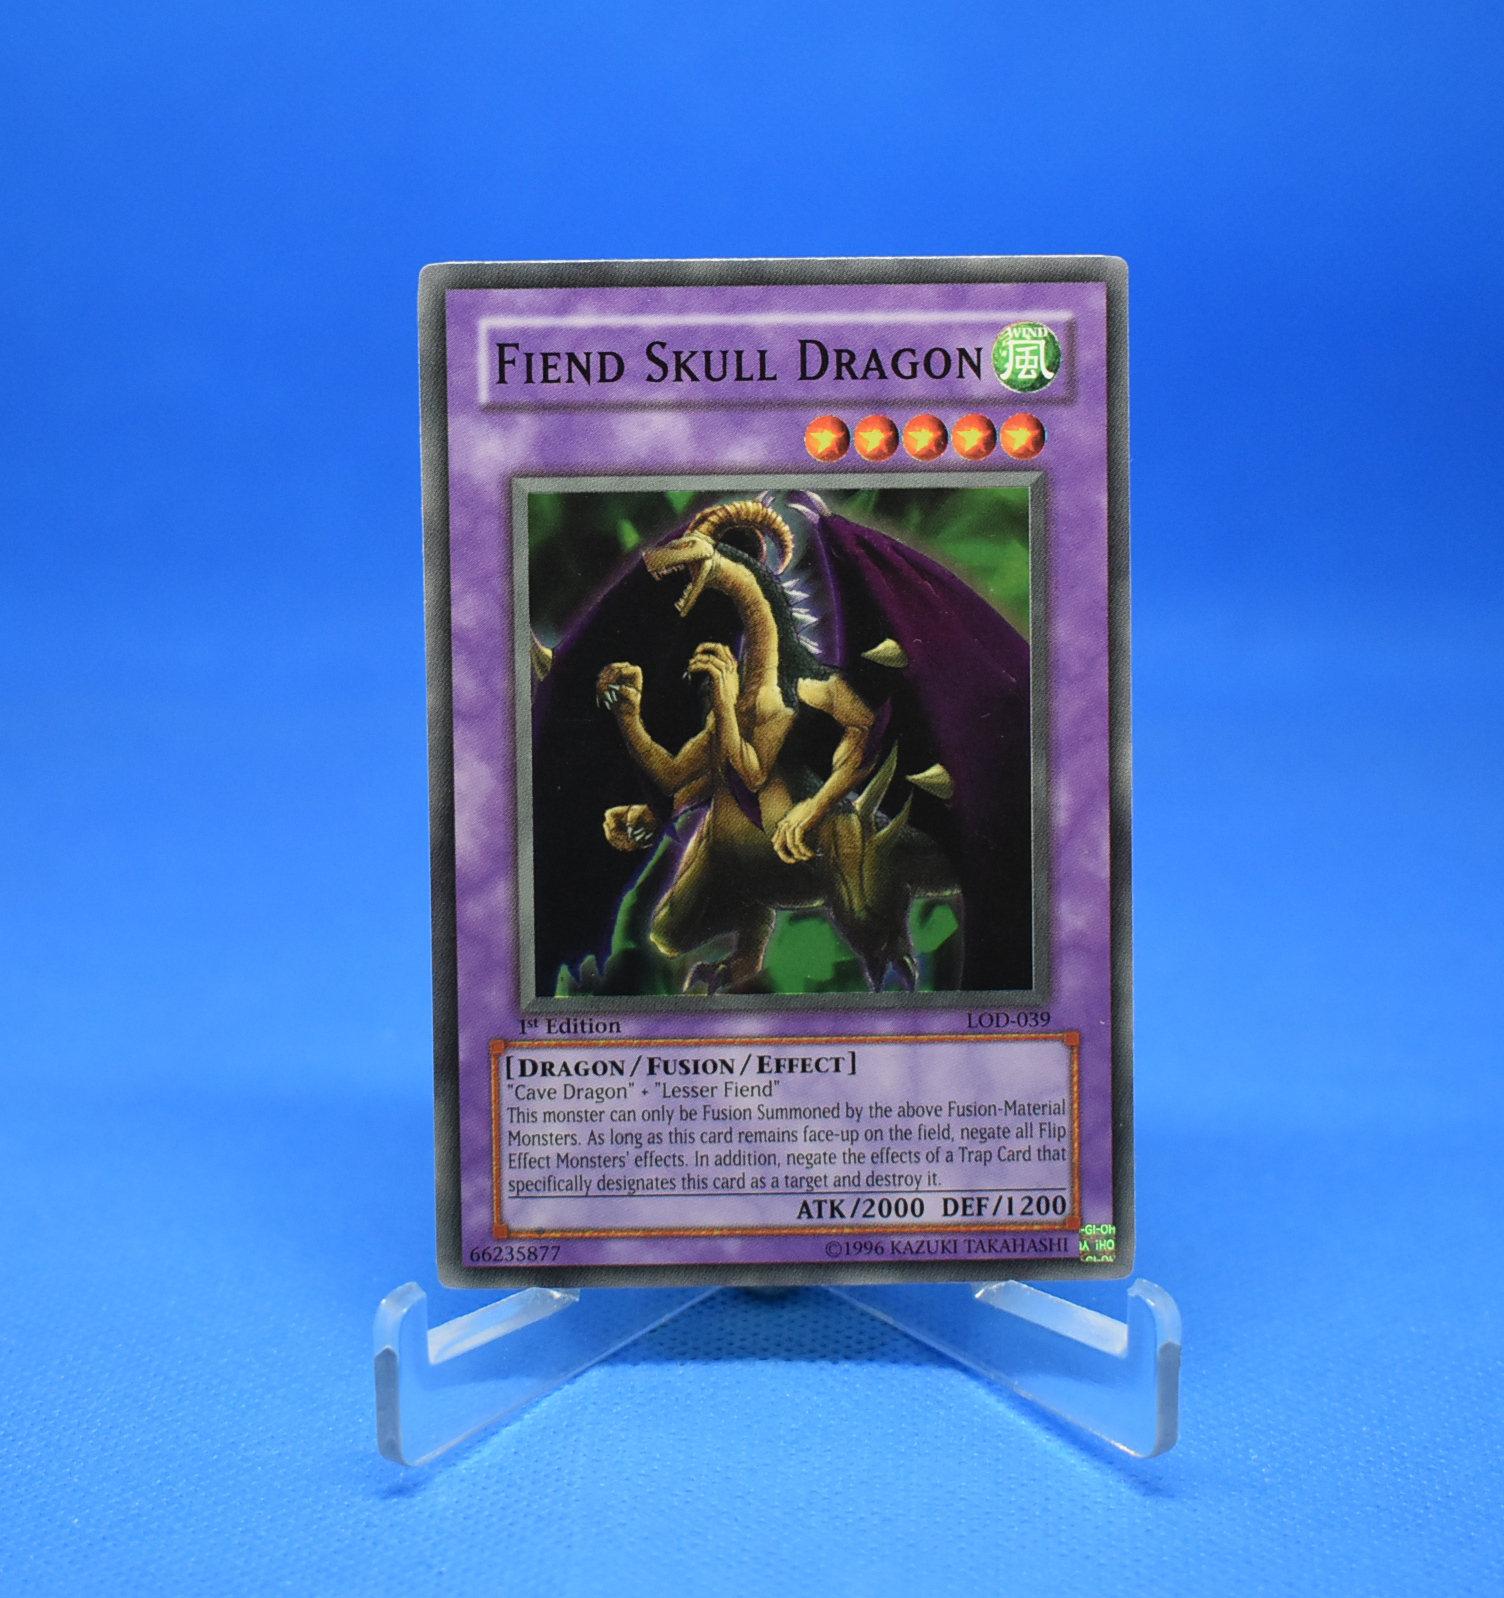 FIEND SKULL DRAGON
WIND
風
1st Edition
LOD-039
[DRAGON/FUSION/EFFECT]
"Cave Dragon" + "Lesser Fiend"
This monster can only be Fusion Summoned by the above Fusion-Material
Monsters. As long as this card remains face-up on the field, negate all Flip
Effect Monsters' effects. In addition, negate the effects of a Trap Card that
specifically designates this card as a target and destroy it.
ATK/2000 DEF/1200
66235877
©1996 KAZUKI TAKAHASHI